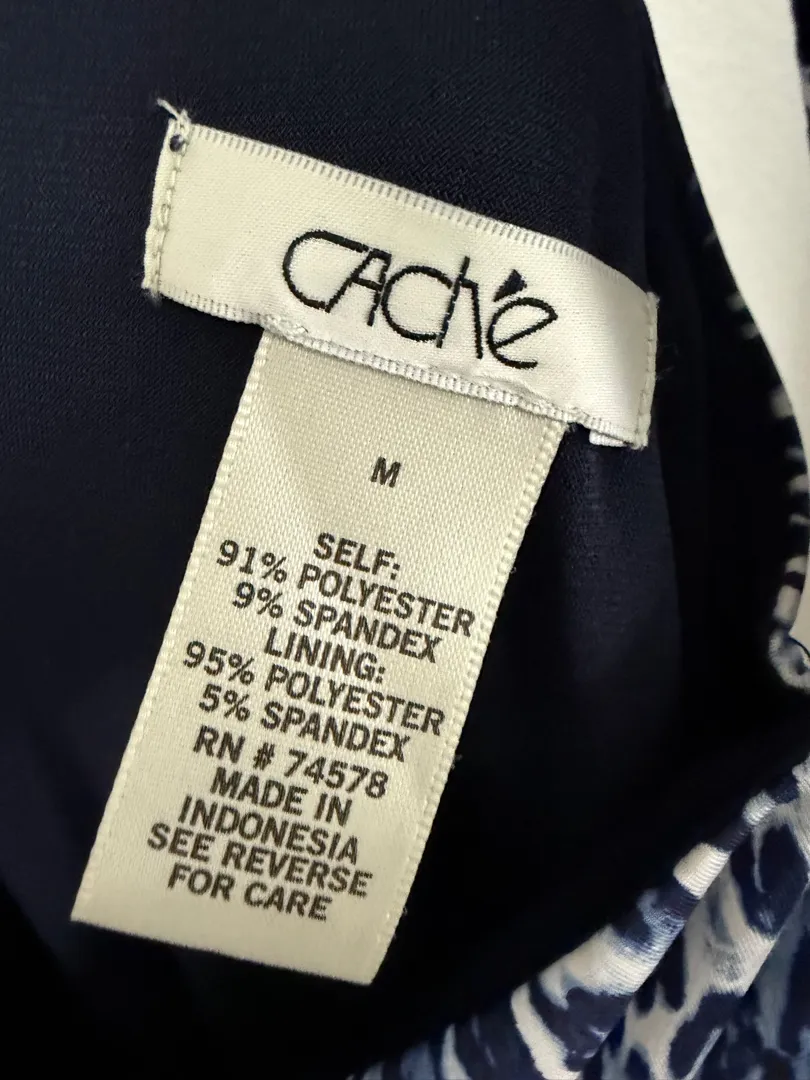 CAChé
M
SELF:
91% POLYESTER
9% SPANDEX
LINING:
95% POLYESTER
5% SPANDEX
RN # 74578
MADE IN
INDONESIA
SEE REVERSE
FOR CARE